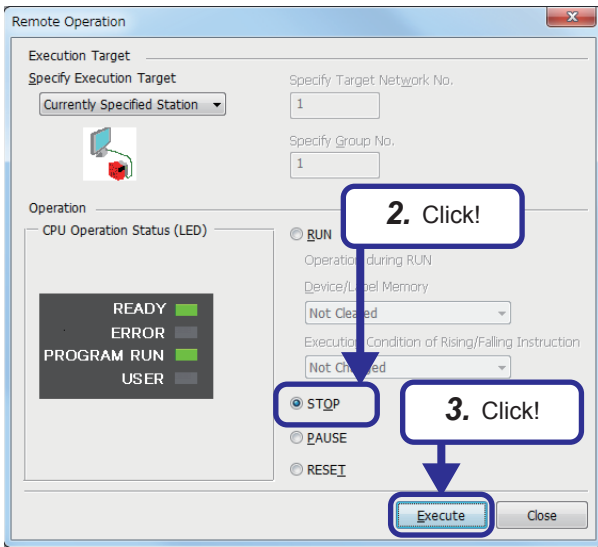 Remote Operation
Execution Target
Specify Execution Target
Currently Specified Station
Specify Target Network No.
1
Specify Group No.
1
Operation
CPU Operation Status (LED)
READY
ERROR
PROGRAM RUN
USER
2. Click!
RUN
Operation during RUN
Device/Label Memory
Not Cleared
Execution Condition of Rising/Falling Instruction
Not Changed
STOP
3. Click!
PAUSE
RESET
Execute
Close